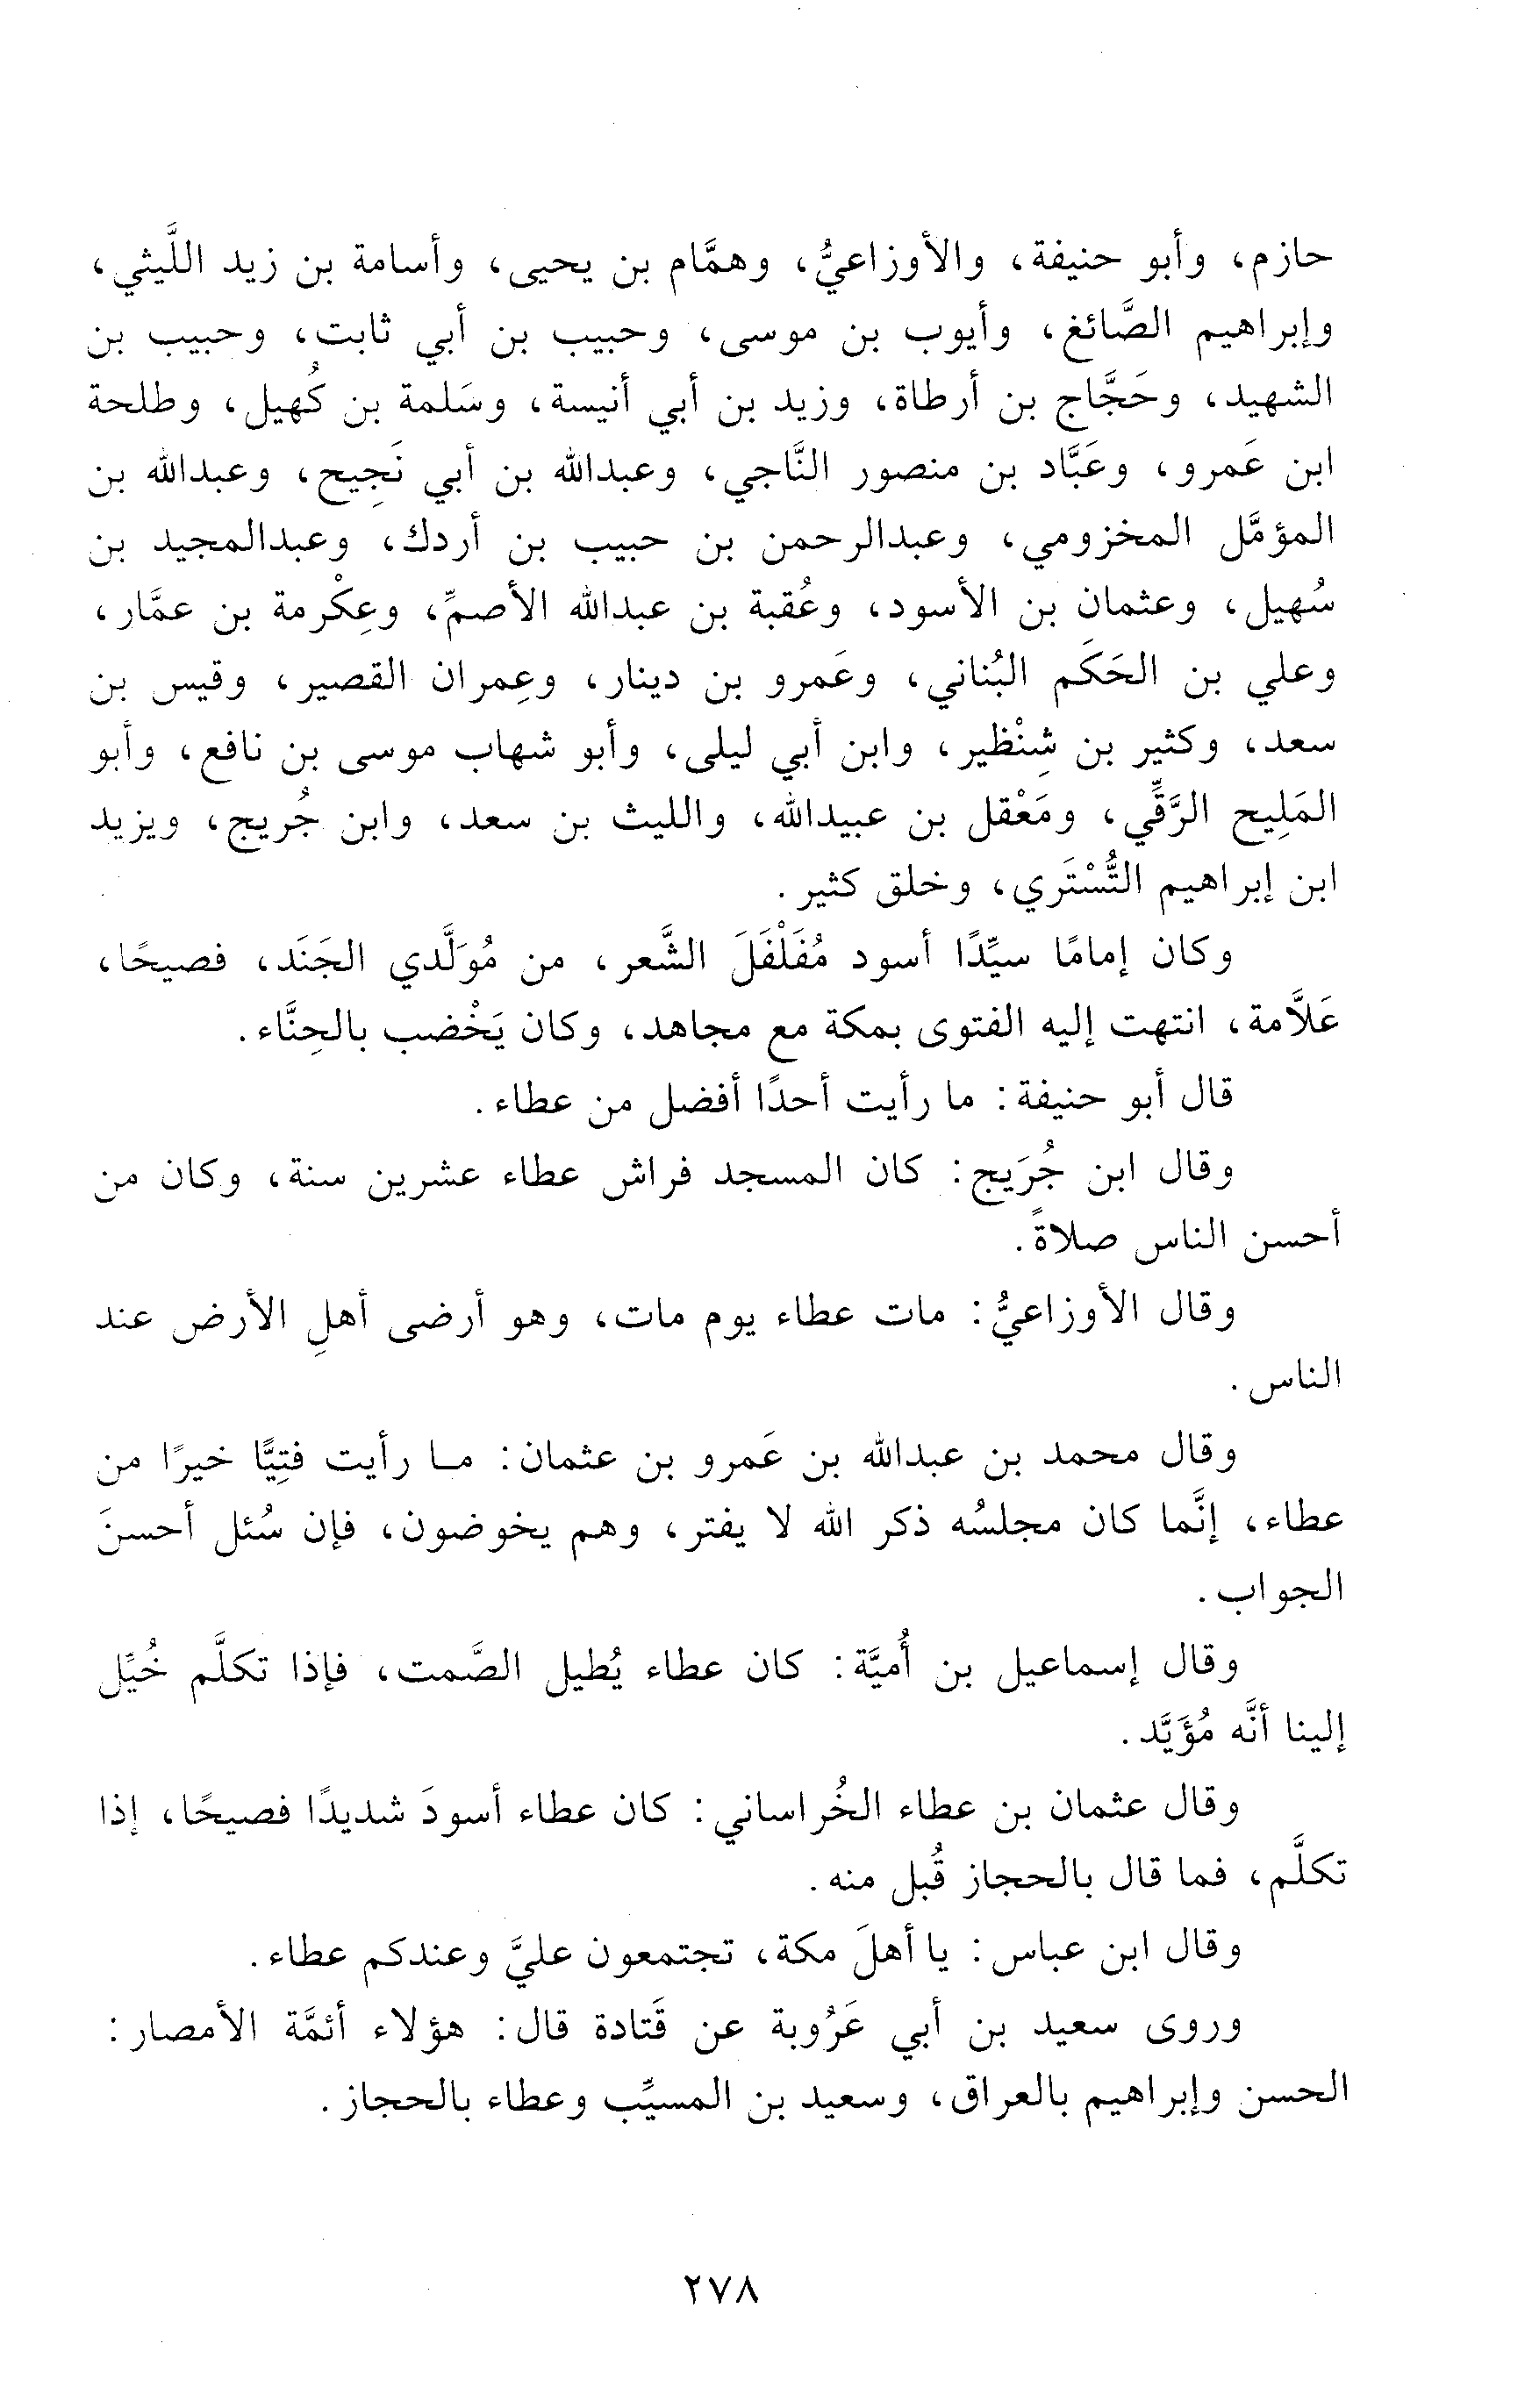 حازم، وأبو حنيفة، والأوزاعيُّ، وهمَّام بن يحيى، وأسامة بن زيد اللَّيثي،
وإبراهيم الصَّائغ، وأيوب بن موسى، وحبيب بن أبي ثابت، وحبيب بن
الشهيد، وحَجَّاج بن أرطاة، وزيد بن أبي أنيسة، وسَلمة بن كُهيل، وطلحة
ابن عَمرو، وعَبَّاد بن منصور النَّاجي، وعبدالله بن أبي نَجِيح، وعبدالله بن
المؤمَّل المخزومي، وعبدالرحمن بن حبيب بن أردك، وعبدالمجيد بن
سُهيل، وعثمان بن الأسود، وعُقبة بن عبدالله الأصمِّ، وعِكْرمة بن عمَّار،
وعلي بن الحَكَم البُناني، وعَمرو بن دينار، وعِمران القصير، وقيس بن
سعد، وكثير بن شِنْظير، وابن أبي ليلى، وأبو شهاب موسى بن نافع، وأبو
المَلِيح الرَّقِّي، ومَعْقل بن عبيدالله، والليث بن سعد، وابن جُريج، ويزيد
ابن إبراهيم التُّسْتَري، وخلق كثير.
وكان إمامًا سيِّدًا أسود مُفَلْفَلَ الشَّعر، من مُوَلَّدي الجَنَد، فصيحًا،
عَلاَّمة، انتهت إليه الفتوى بمكة مع مجاهد، وكان يَخْضب بالحِنَّاء.
قال أبو حنيفة: ما رأيت أحدًا أفضل من عطاء.
وقال ابن جُرَيج: كان المسجد فراش عطاء عشرين سنة، وكان من
أحسن الناس صلاةً.
وقال الأوزاعيُّ: مات عطاء يوم مات، وهو أرضى أهلِ الأرض عند
الناس.
وقال محمد بن عبدالله بن عَمرو بن عثمان: مـا رأيت فتِيًّا خيرًا من
عطاء، إنَّما كان مجلسُه ذكر الله لا يفتر، وهم يخوضون، فإن سُئل أحسنَ
الجواب.
وقال إسماعيل بن أُميَّة: كان عطاء يُطيل الصَّمت، فإذا تكلَّم خُيِّل
إلينا أنَّه مُؤَيَّد.
وقال عثمان بن عطاء الخُراساني: كان عطاء أسودَ شديدًا فصيحًا، إذا
تكلَّم، فما قال بالحجاز قُبل منه.
وقال ابن عباس: يا أهلَ مكة، تجتمعون عليَّ وعندكم عطاء.
وروى سعيد بن أبي عَرُوبة عن قَتادة قال: هؤلاء أئمَّة الأمصار:
الحسن وإبراهيم بالعراق، وسعيد بن المسيِّب وعطاء بالحجاز.
٢٧٨